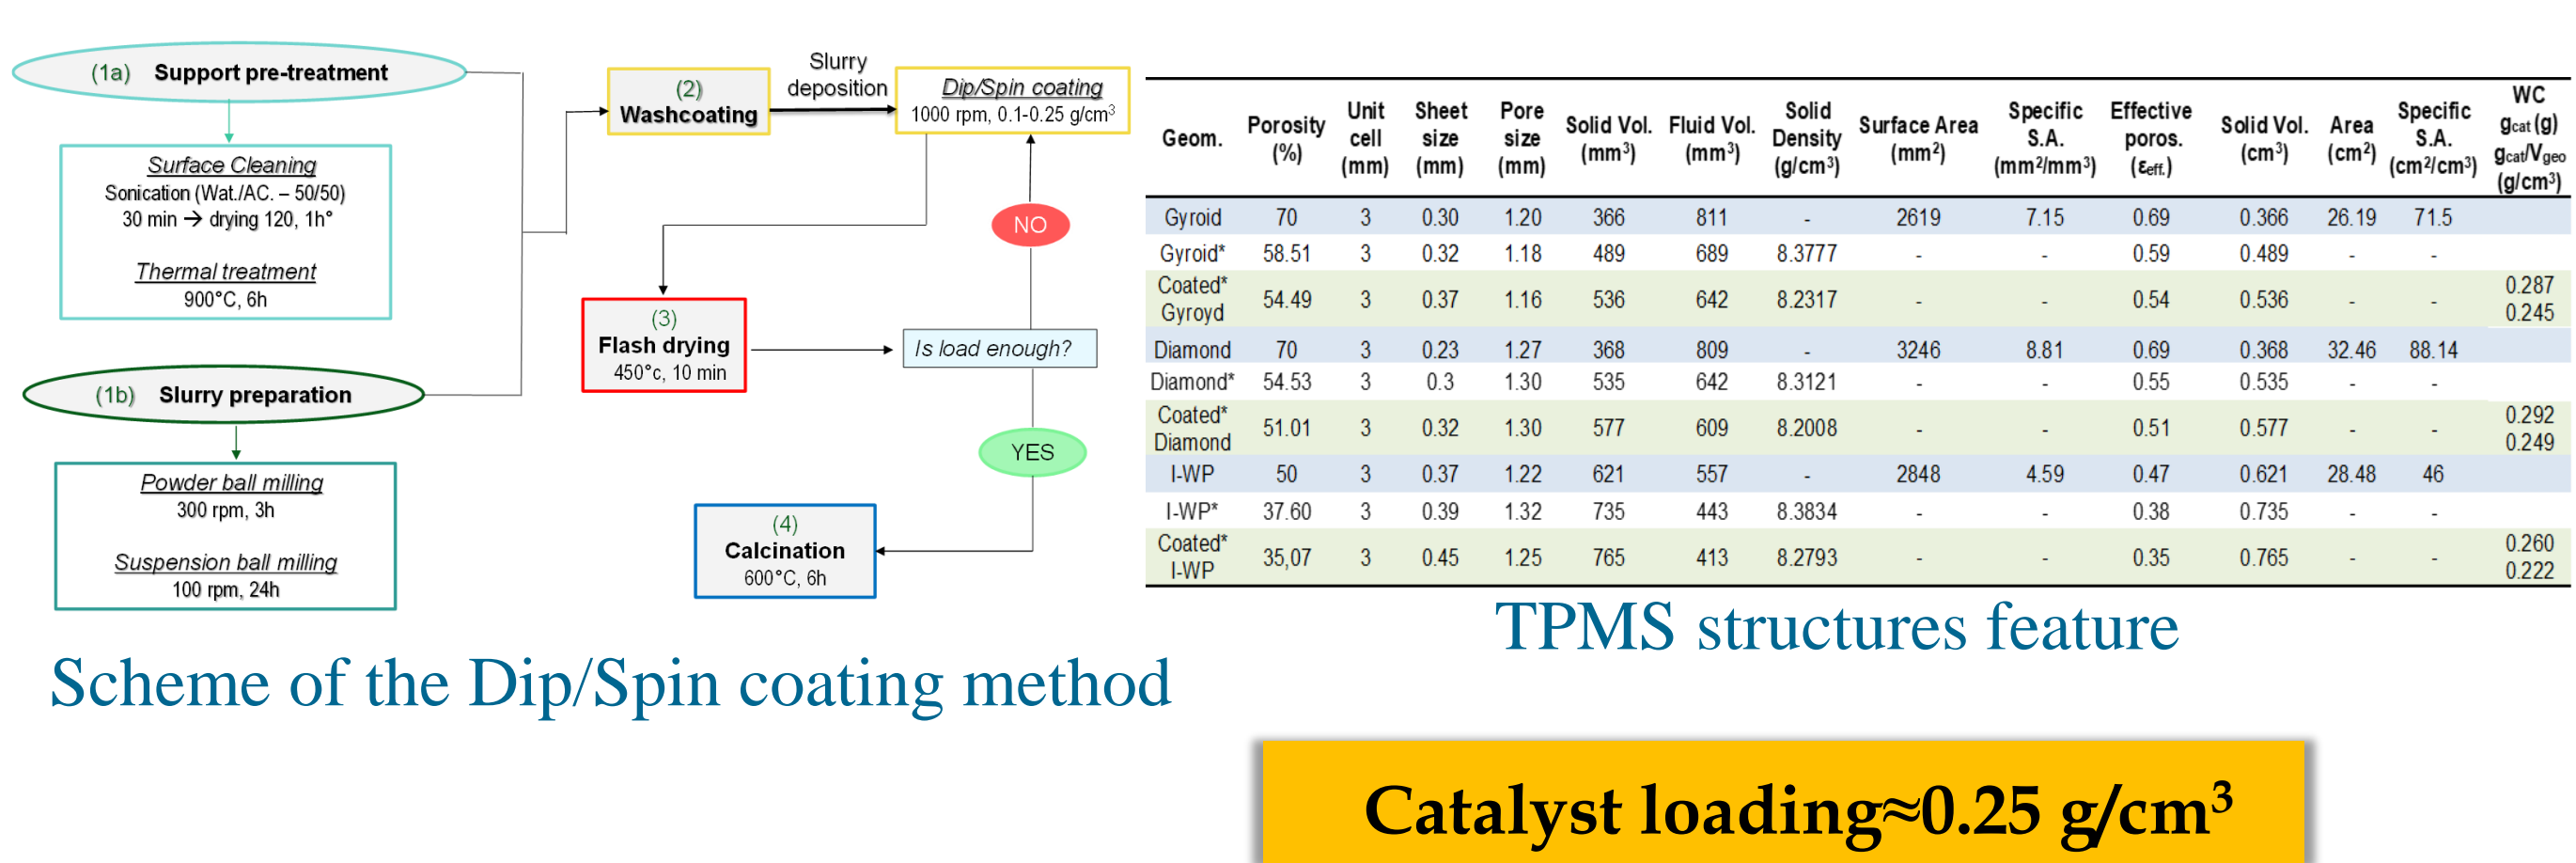 (1a) Support pre-treatment
Surface Cleaning
Sonication (Wat./AC. – 50/50)
30 min → drying 120, 1h°
Thermal treatment
900°C, 6h
(1b) Slurry preparation
Powder ball milling
300 rpm, 3h
Suspension ball milling
100 rpm, 24h
(2)
Washcoating
Slurry
deposition
Dip/Spin coating
1000 rpm, 0.1-0.25 g/cm³
NO
(3)
Flash drying
450°c, 10 min
Is load enough?
YES
(4)
Calcination
600°C, 6h
Scheme of the Dip/Spin coating method
Geom. Porosity (%) Unit cell (mm) Sheet size (mm) Pore size (mm) Solid Vol. (mm³) Fluid Vol. (mm³) Solid Density (g/cm³) Surface Area (mm²) Specific S.A. (mm²/mm³) Effective poros. (εeff.) Solid Vol. (cm³) Area (cm²) Specific S.A. (cm²/cm³) WC gcat (g) gcat/Vgeo (g/cm³)
Gyroid 70 3 0.30 1.20 366 811 - 2619 7.15 0.69 0.366 26.19 71.5
Gyroid* 58.51 3 0.32 1.18 489 689 8.3777 - - 0.59 0.489 - -
Coated* Gyroyd 54.49 3 0.37 1.16 536 642 8.2317 - - 0.54 0.536 - - 0.287 0.245
Diamond 70 3 0.23 1.27 368 809 - 3246 8.81 0.69 0.368 32.46 88.14
Diamond* 54.53 3 0.3 1.30 535 642 8.3121 - - 0.55 0.535 - -
Coated* Diamond 51.01 3 0.32 1.30 577 609 8.2008 - - 0.51 0.577 - - 0.292 0.249
I-WP 50 3 0.37 1.22 621 557 - 2848 4.59 0.47 0.621 28.48 46
I-WP* 37.60 3 0.39 1.32 735 443 8.3834 - - 0.38 0.735 - -
Coated* I-WP 35,07 3 0.45 1.25 765 413 8.2793 - - 0.35 0.765 - - 0.260 0.222
TPMS structures feature
Catalyst loading≈0.25 g/cm³